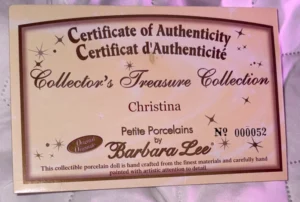 Certificate of Authenticity
Certificat d'Authenticité
Collector's Treasure Collection
Christina
Petite Porcelains
by
Barbara Lee
Nº 000052
This collectible porcelain doll is hand crafted from the finest materials and carefully hand
painted with artistic attention to detail.